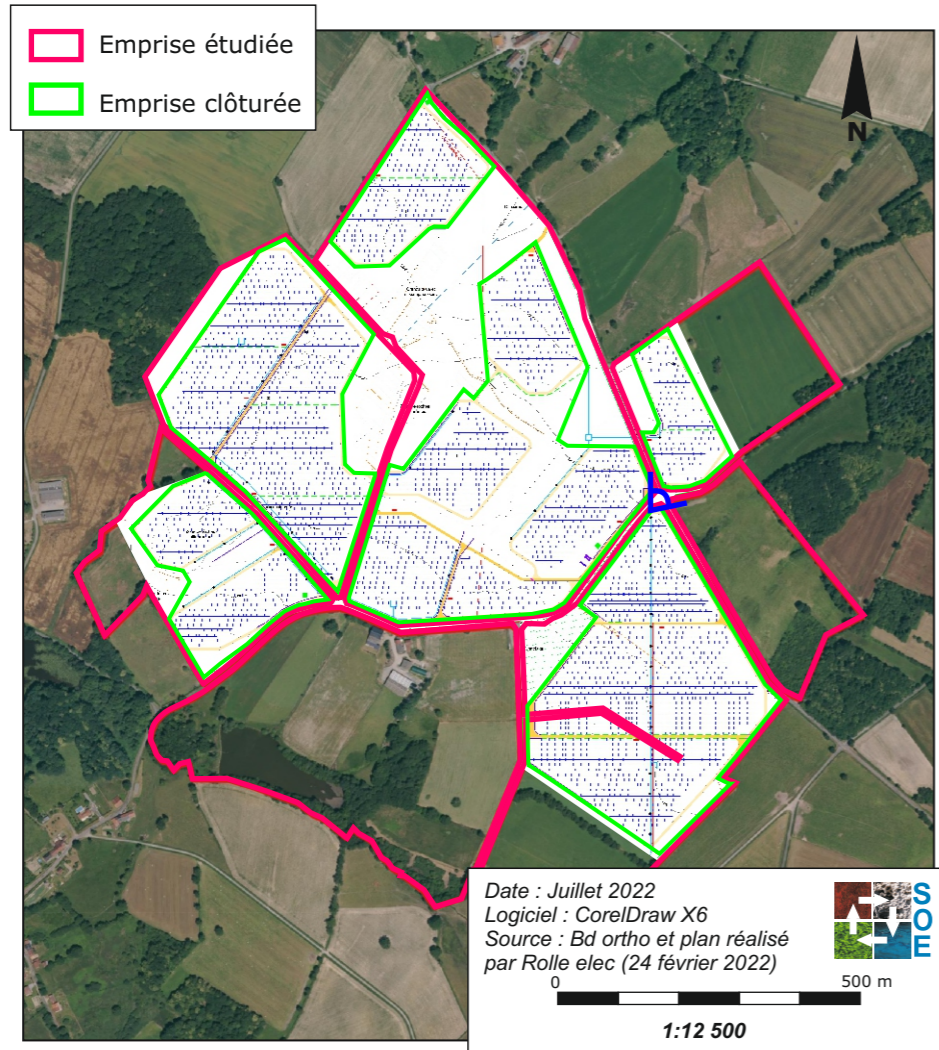 Emprise étudiée
Emprise clôturée
N
Date : Juillet 2022
Logiciel : CorelDraw X6
Source : Bd ortho et plan réalisé
par Rolle elec (24 février 2022)
SOE
0 500 m
1:12 500